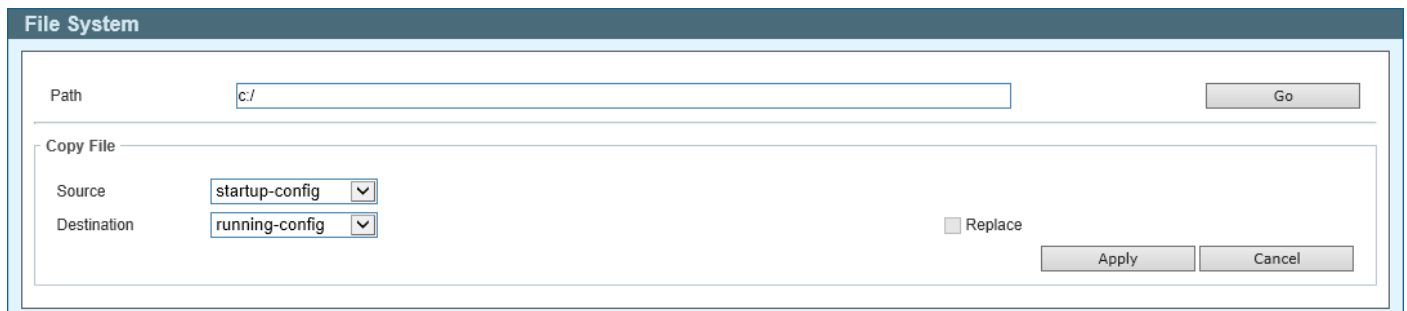 File System
Path c:/ Go
Copy File
Source startup-config
Destination running-config Replace
Apply Cancel